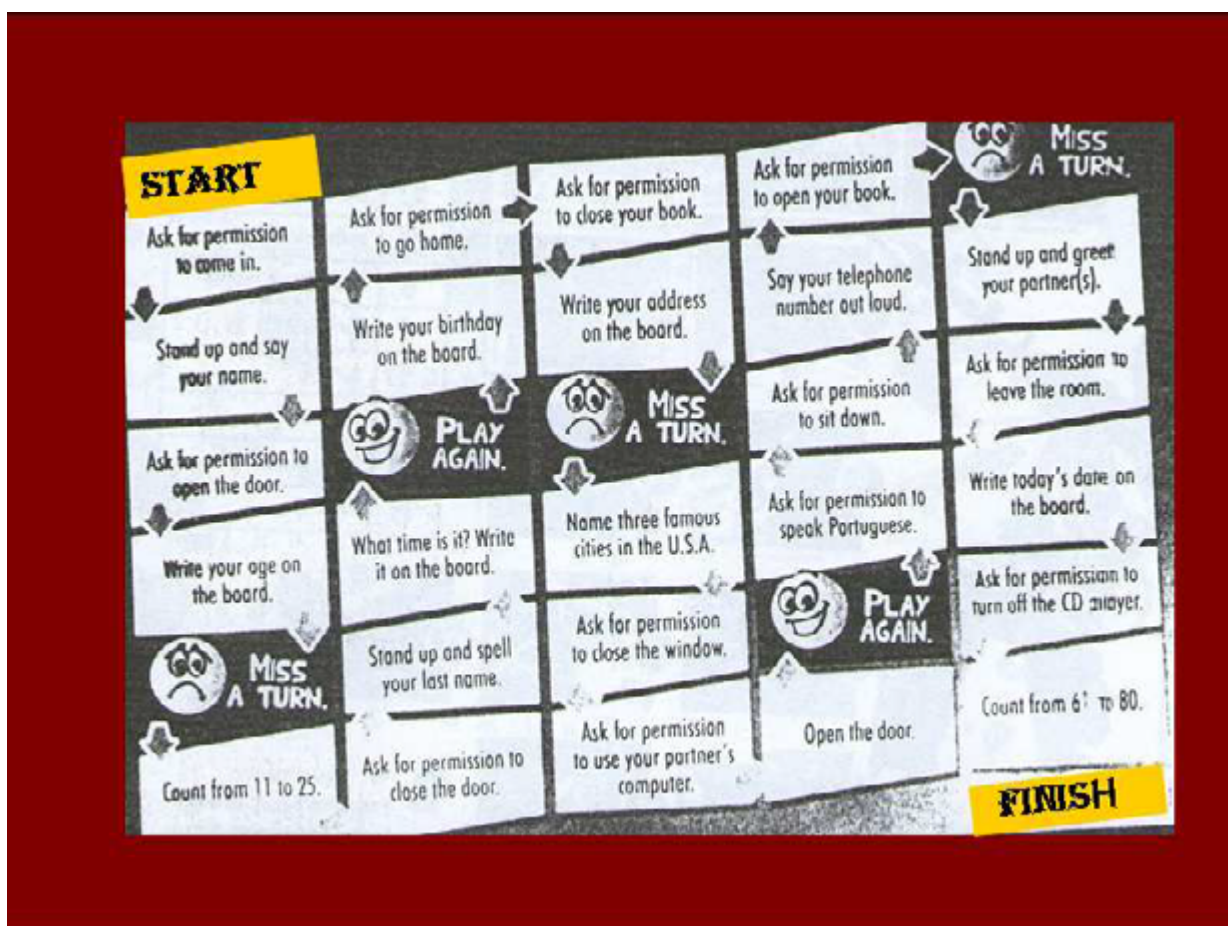 START
Ask for permission
to come in.
Stand up and say
your name.
Ask for permission to
open the door.
Write your age on
the board.
MISS
A TURN.
Count from 11 to 25.
Ask for permission to
close the door.
Stand up and spell
your last name.
What time is it? Write
it on the board.
PLAY
AGAIN.
Write your birthday
on the board.
Ask for permission
to go home.
Ask for permission
to close your book.
Write your address
on the board.
MISS
A TURN.
Name three famous
cities in the U.S.A.
Ask for permission
to close the window.
Ask for permission
to use your partner's
computer.
Open the door.
PLAY
AGAIN.
Ask for permission to
speak Portuguese.
Ask for permission
to sit down.
Say your telephone
number out loud.
Ask for permission
to open your book.
MISS
A TURN.
Stand up and greet
your partner(s).
Ask for permission to
leave the room.
Write today's date on
the board.
Ask for permission to
turn off the CD player.
Count from to 80.
FINISH